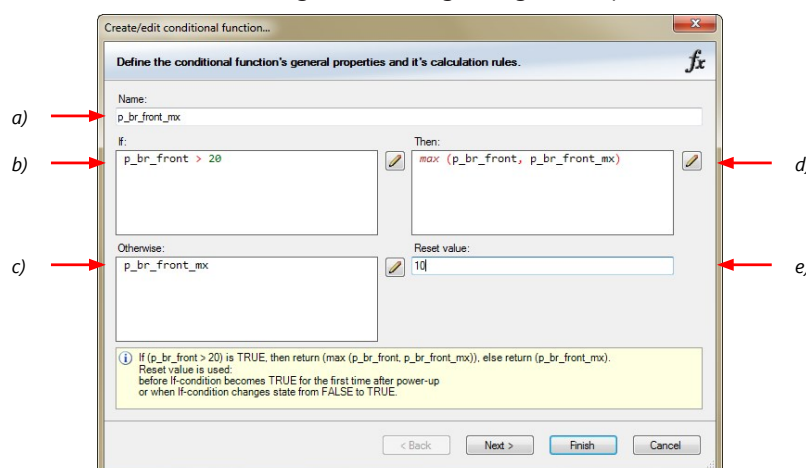 Create/edit conditional function...
Define the conditional function's general properties and it's calculation rules.
fx
Name:
a)
p_br_front_mx
If:
Then:
b)
p_br_front > 20
max (p_br_front, p_br_front_mx)
d)
Otherwise:
Reset value:
c)
p_br_front_mx
10
e)
If (p_br_front > 20) is TRUE, then return (max (p_br_front, p_br_front_mx)), else return (p_br_front_mx).
Reset value is used:
before If-condition becomes TRUE for the first time after power-up
or when If-condition changes state from FALSE to TRUE.
< Back
Next >
Finish
Cancel